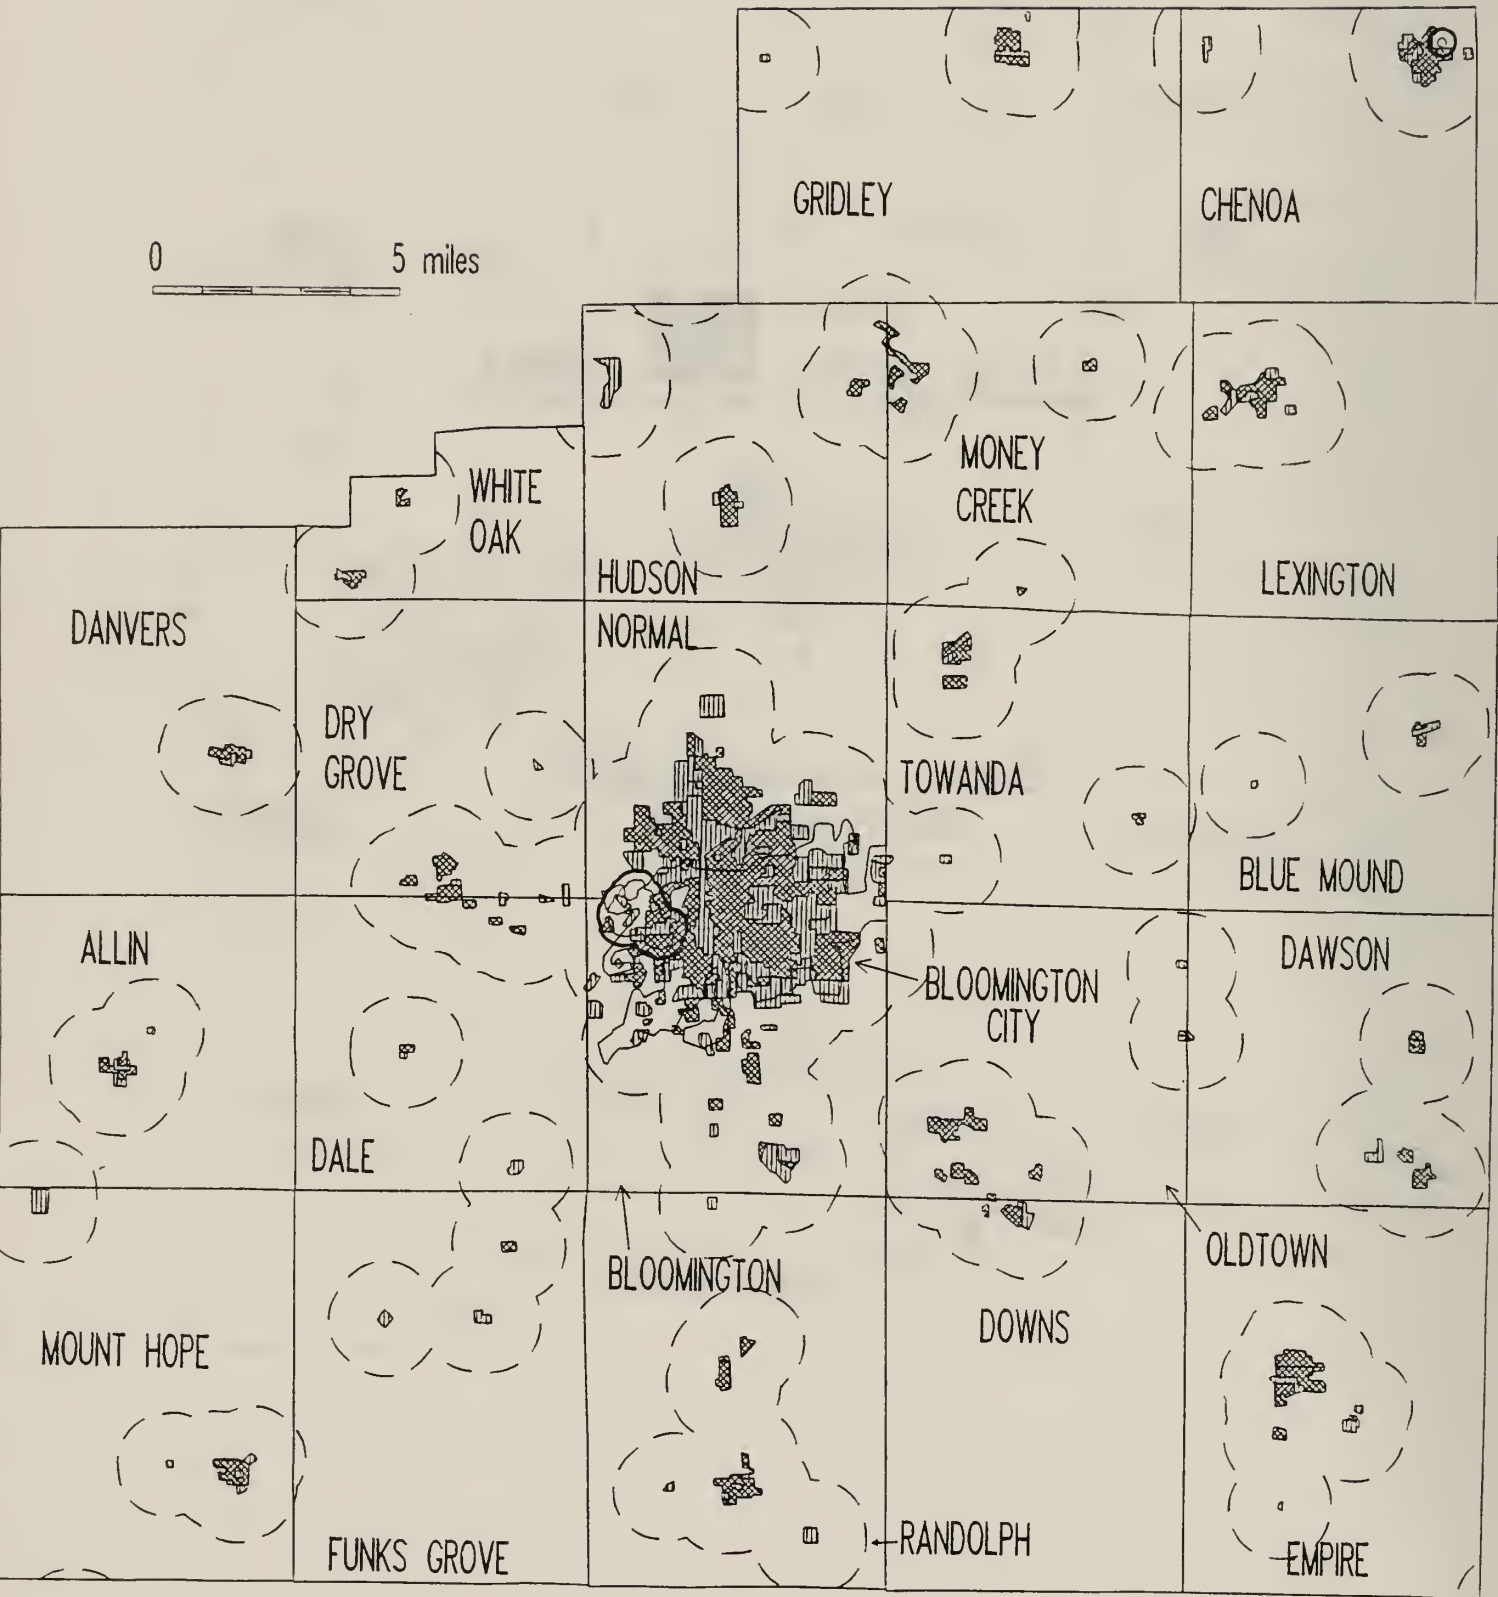 GRIDLEY
CHENOA
0 5 miles
MONEY
CREEK
WHITE
OAK
HUDSON
LEXINGTON
DANVERS
NORMAL
DRY
GROVE
TOWANDA
BLUE MOUND
ALLIN
DAWSON
BLOOMINGTON
CITY
DALE
OLDTOWN
BLOOMINGTON
DOWNS
MOUNT HOPE
RANDOLPH
FUNKS GROVE
EMPIRE